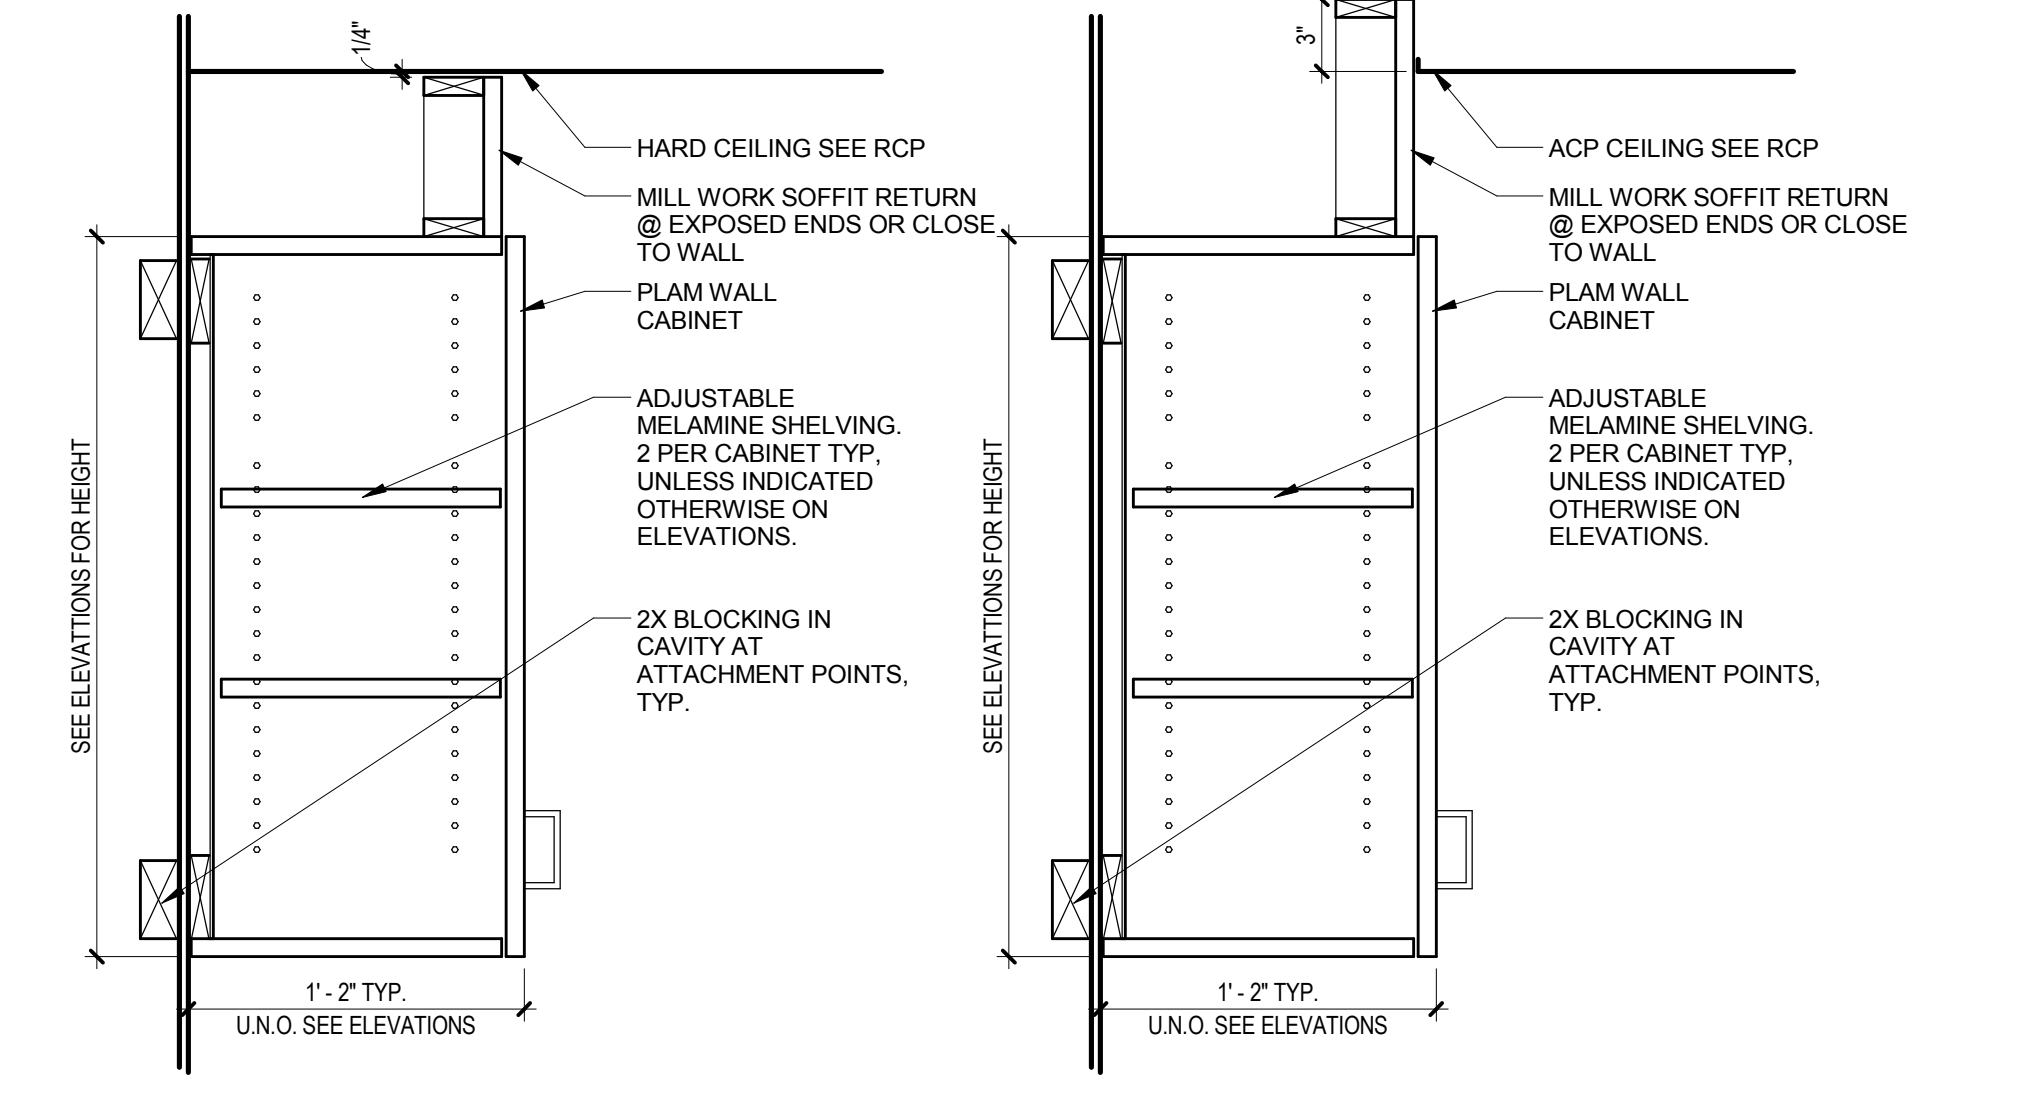 1/4"
HARD CEILING SEE RCP
MILL WORK SOFFIT RETURN
@ EXPOSED ENDS OR CLOSE
TO WALL
PLAM WALL
CABINET
ADJUSTABLE
MELAMINE SHELVING.
2 PER CABINET TYP,
UNLESS INDICATED
OTHERWISE ON
ELEVATIONS.
2X BLOCKING IN
CAVITY AT
ATTACHMENT POINTS,
TYP.
SEE ELEVATTIONS FOR HEIGHT
1' - 2" TYP.
U.N.O. SEE ELEVATIONS
3"
ACP CEILING SEE RCP
MILL WORK SOFFIT RETURN
@ EXPOSED ENDS OR CLOSE
TO WALL
PLAM WALL
CABINET
ADJUSTABLE
MELAMINE SHELVING.
2 PER CABINET TYP,
UNLESS INDICATED
OTHERWISE ON
ELEVATIONS.
2X BLOCKING IN
CAVITY AT
ATTACHMENT POINTS,
TYP.
SEE ELEVATTIONS FOR HEIGHT
1' - 2" TYP.
U.N.O. SEE ELEVATIONS